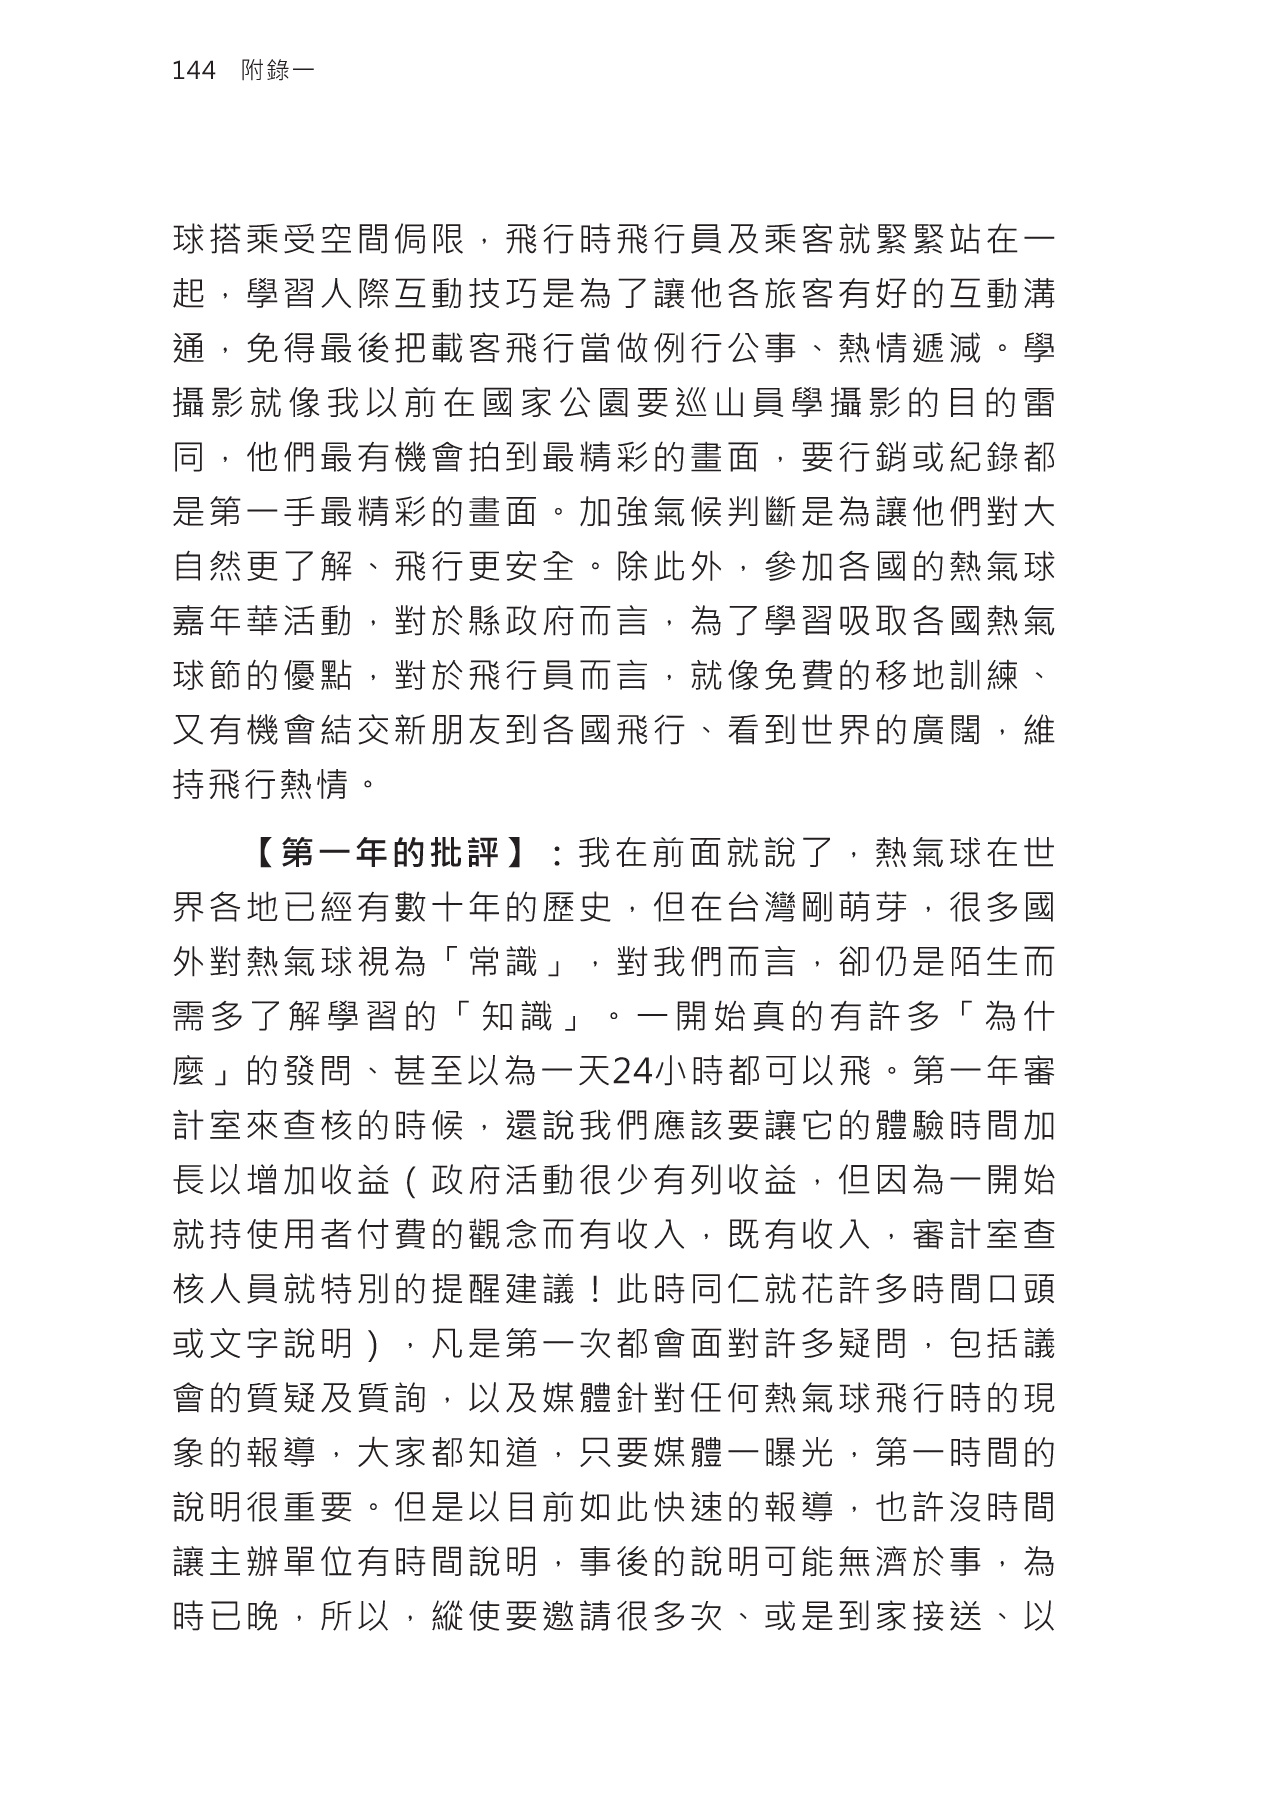 144 附錄一
球搭乘受空間侷限，飛行時飛行員及乘客就緊緊站在一
起，學習人際互動技巧是為了讓他各旅客有好的互動溝
通，免得最後把載客飛行當做例行公事、熱情遞減。學
攝影就像我以前在國家公園要巡山員學攝影的目的雷
同，他們最有機會拍到最精彩的畫面，要行銷或紀錄都
是第一手最精彩的畫面。加強氣候判斷是為讓他們對大
自然更了解、飛行更安全。除此外，參加各國的熱氣球
嘉年華活動，對於縣政府而言，為了學習吸取各國熱氣
球節的優點，對於飛行員而言，就像免費的移地訓練、
又有機會結交新朋友到各國飛行、看到世界的廣闊，維
持飛行熱情。
【第一年的批評】：我在前面就說了，熱氣球在世
界各地已經有數十年的歷史，但在台灣剛萌芽，很多國
外對熱氣球視為「常識」，對我們而言，卻仍是陌生而
需多了解學習的「知識」。一開始真的有許多「為什
麼」的發問、甚至以為一天24小時都可以飛。第一年審
計室來查核的時候，還說我們應該要讓它的體驗時間加
長以增加收益（政府活動很少有列收益，但因為一開始
就持使用者付費的觀念而有收入，既有收入，審計室查
核人員就特別的提醒建議！此時同仁就花許多時間口頭
或文字說明），凡是第一次都會面對許多疑問，包括議
會的質疑及質詢，以及媒體針對任何熱氣球飛行時的現
象的報導，大家都知道，只要媒體一曝光，第一時間的
說明很重要。但是以目前如此快速的報導，也許沒時間
讓主辦單位有時間說明，事後的說明可能無濟於事，為
時已晚，所以，縱使要邀請很多次、或是到家接送、以